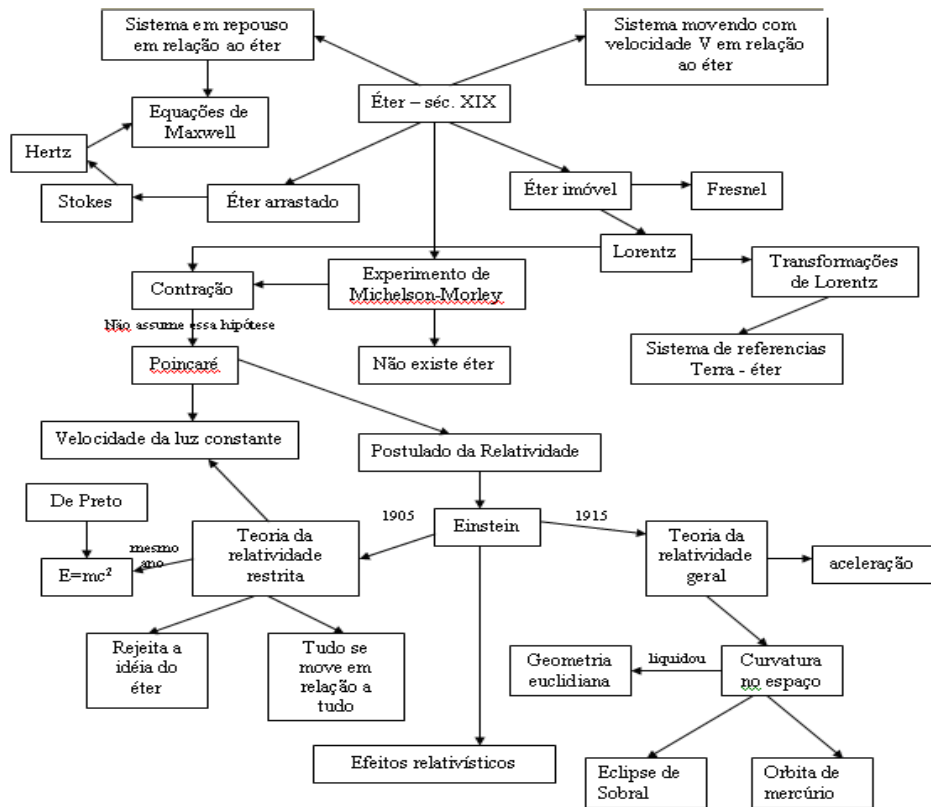 Sistema em repouso
em relação ao éter
Sistema movendo com
velocidade V em relação
ao éter
Éter – séc. XIX
Equações de
Maxwell
Hertz
Stokes
Éter arrastado
Éter imóvel
Fresnel
Lorentz
Contração
Experimento de
Michelson-Morley
Transformações
de Lorentz
Não assume essa hipótese
Poincaré
Não existe éter
Sistema de referencias
Terra - éter
Velocidade da luz constante
Postulado da Relatividade
De Preto
1905
Einstein
1915
mesmo
ano
E=mc²
Teoria da
relatividade
restrita
Teoria da
relatividade
geral
aceleração
Rejeita a
idéia do
éter
Tudo se
move em
relação a
tudo
Geometria
euclidiana
liquidou
Curvatura
no espaço
Efeitos relativísticos
Eclipse de
Sobral
Orbita de
mercúrio